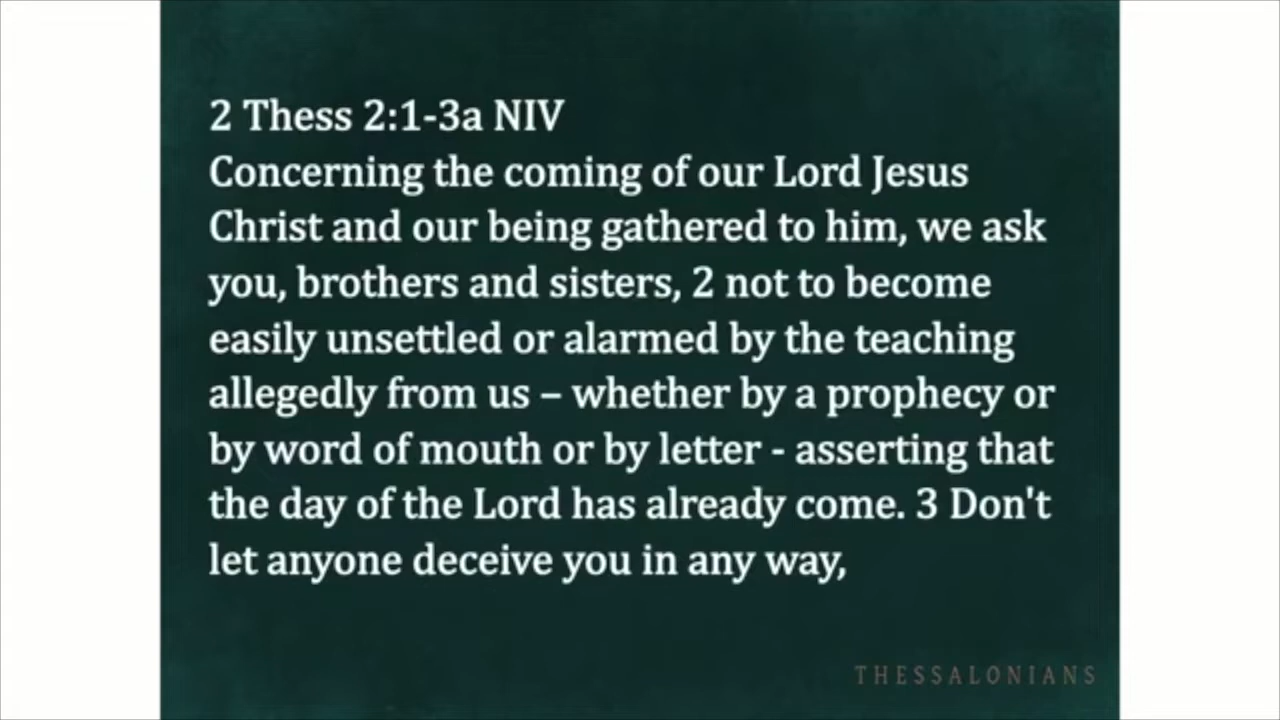 2 Thess 2:1-3a NIV
Concerning the coming of our Lord Jesus
Christ and our being gathered to him, we ask
you, brothers and sisters, 2 not to become
easily unsettled or alarmed by the teaching
allegedly from us – whether by a prophecy or
by word of mouth or by letter - asserting that
the day of the Lord has already come. 3 Don't
let anyone deceive you in any way,
THESSALONIANS